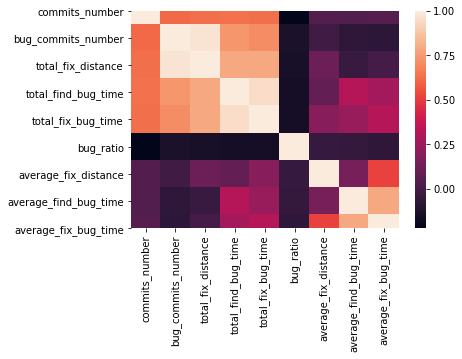 commits_number
bug_commits_number
total_fix_distance
total_find_bug_time
total_fix_bug_time
bug_ratio
average_fix_distance
average_find_bug_time
average_fix_bug_time
commits_number
bug_commits_number
total_fix_distance
total_find_bug_time
total_fix_bug_time
bug_ratio
average_fix_distance
average_find_bug_time
average_fix_bug_time
1.00
0.75
0.50
0.25
0.00